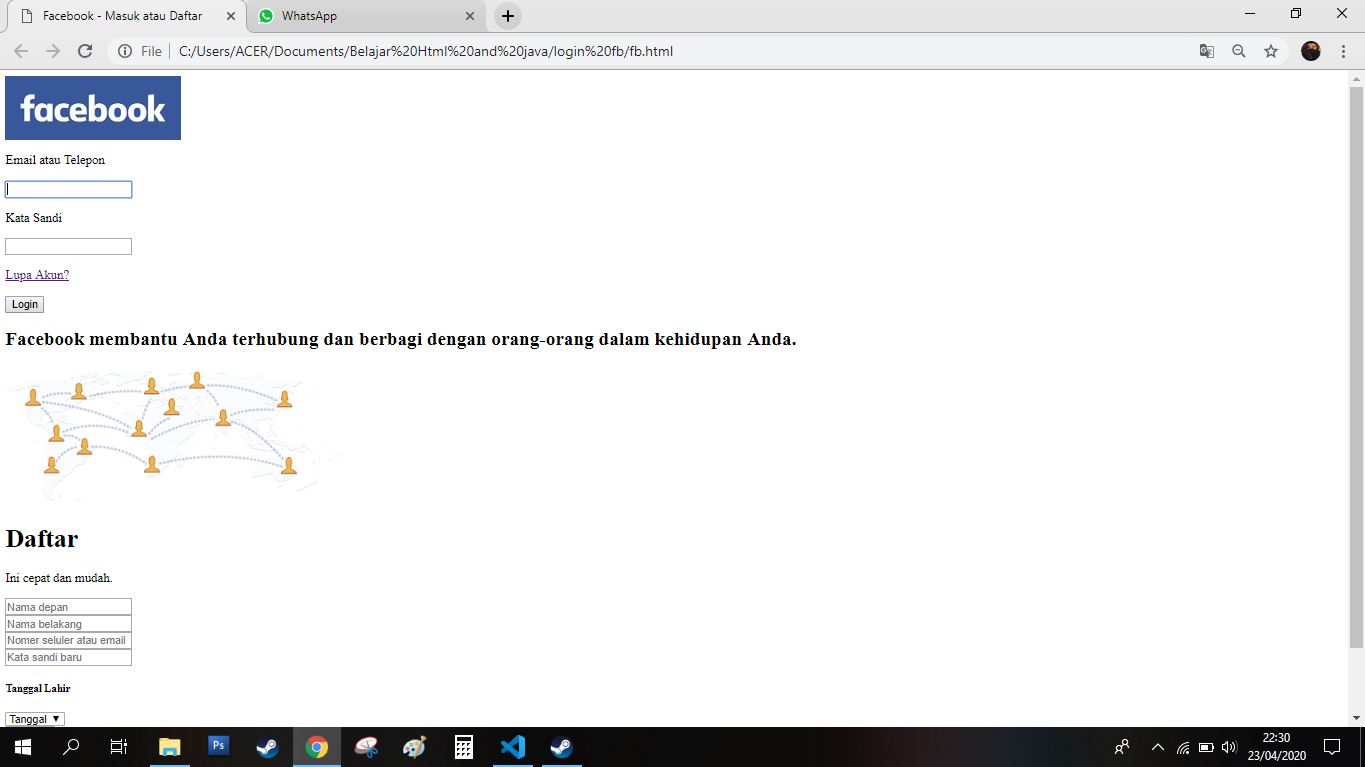 Facebook - Masuk atau Daftar
WhatsApp
File
C:/Users/ACER/Documents/Belajar%20Html%20and%20java/login%20fb/fb.html
facebook
Email atau Telepon
Kata Sandi
Lupa Akun?
Login
Facebook membantu Anda terhubung dan berbagi dengan orang-orang dalam kehidupan Anda.
Daftar
Ini cepat dan mudah.
Nama depan
Nama belakang
Nomer seluler atau email
Kata sandi baru
Tanggal Lahir
Tanggal
Ps
22:30
23/04/2020